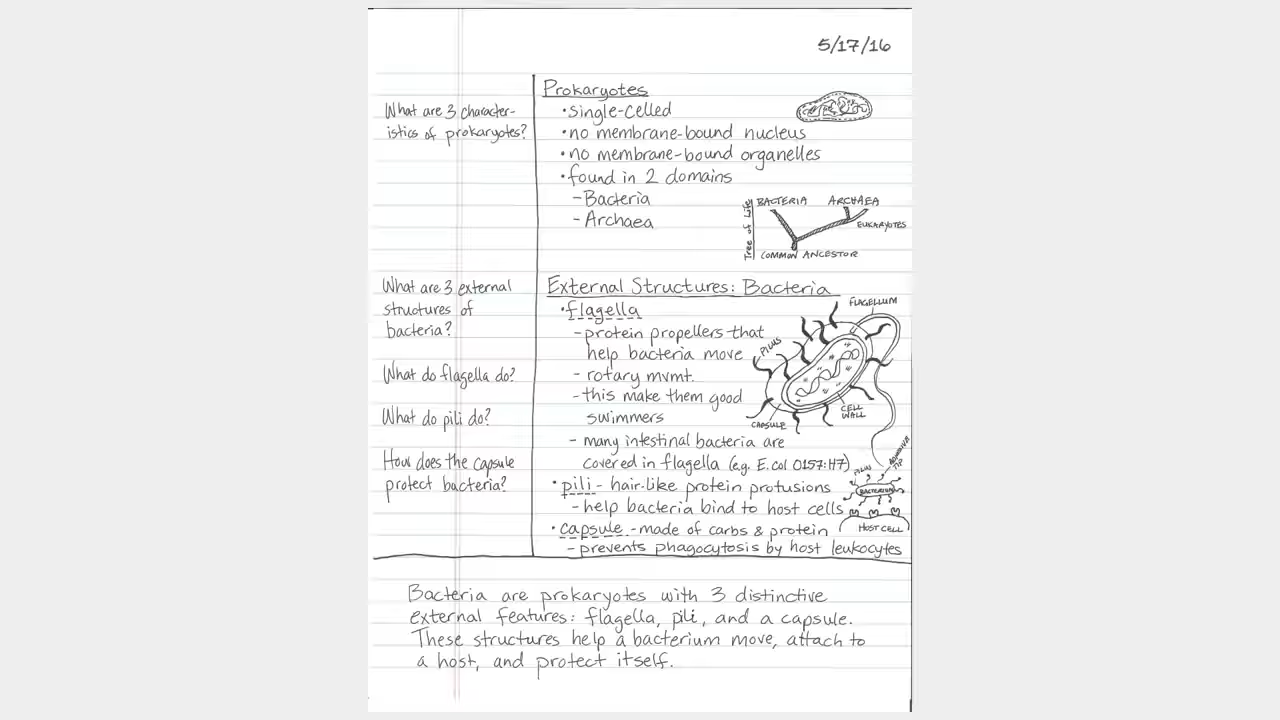 5/17/16
Prokaryotes
What are 3 character-
istics of prokaryotes?
• single-celled
• no membrane-bound nucleus
• no membrane-bound organelles
• found in 2 domains
- Bacteria
- Archaea
Tree of Life
BACTERIA
ARCHAEA
EUKARYOTES
COMMON ANCESTOR
What are 3 external
structures of
bacteria?
What do flagella do?
What do pili do?
How does the capsule
protect bacteria?
External Structures: Bacteria
• flagella
- protein propellers that
help bacteria move
- rotary mvmt.
- this make them good
swimmers
- many intestinal bacteria are
covered in flagella (e.g. E.col O157:H7)
• pili - hair-like protein protusions
- help bacteria bind to host cells
• capsule - made of carbs & protein
- prevents phagocytosis by host leukocytes
FLAGELLUM
PILUS
CELL
WALL
CAPSULE
PILUS
ADHESIVE
TIP
BACTERIUM
HOST CELL
Bacteria are prokaryotes with 3 distinctive
external features: flagella, pili, and a capsule.
These structures help a bacterium move, attach to
a host, and protect itself.